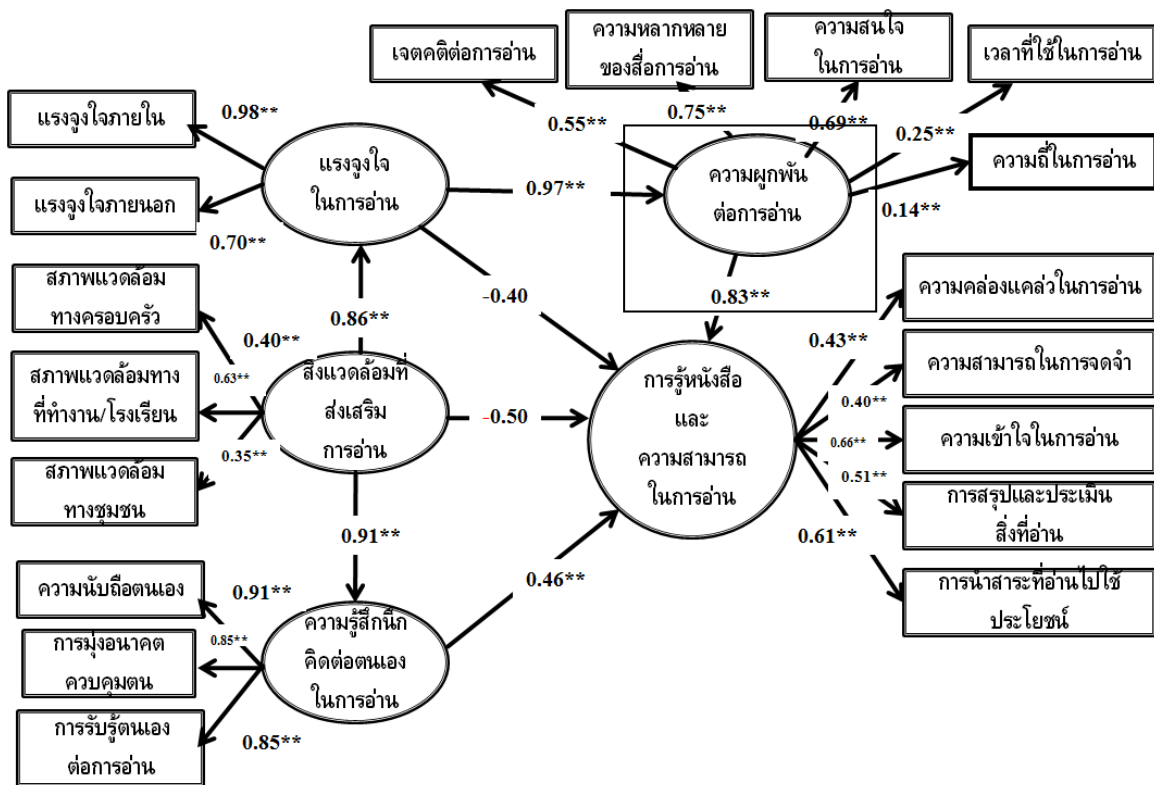 เจตคติต่อการอ่าน
ความหลากหลาย
ของสื่อการอ่าน
ความสนใจ
ในการอ่าน
เวลาที่ใช้ในการอ่าน
แรงจูงใจภายใน
0.98**
แรงจูงใจ
ในการอ่าน
0.55**
0.75**
0.69**
0.25**
ความถี่ในการอ่าน
0.14**
ความผูกพัน
ต่อการอ่าน
0.97**
แรงจูงใจภายนอก
0.70**
สภาพแวดล้อม
ทางครอบครัว
0.40**
0.86**
-0.40
0.83**
ความคล่องแคล่วในการอ่าน
0.43**
สภาพแวดล้อมทาง
ที่ทำงาน/โรงเรียน
0.63**
สิ่งแวดล้อมที่
ส่งเสริม
การอ่าน
-0.50
การรู้หนังสือ
และ
ความสามารถ
ในการอ่าน
ความสามารถในการจดจำ
0.40**
0.66**
ความเข้าใจในการอ่าน
0.35**
สภาพแวดล้อม
ทางชุมชน
0.51**
การสรุปและประเมิน
สิ่งที่อ่าน
0.91**
0.61**
0.46**
การนำสาระที่อ่านไปใช้
ประโยชน์
ความนับถือตนเอง
0.91**
ความรู้สึกนึก
คิดต่อตนเอง
ในการอ่าน
0.85**
การมุ่งอนาคต
ควบคุมตน
การรับรู้ตนเอง
ต่อการอ่าน
0.85**